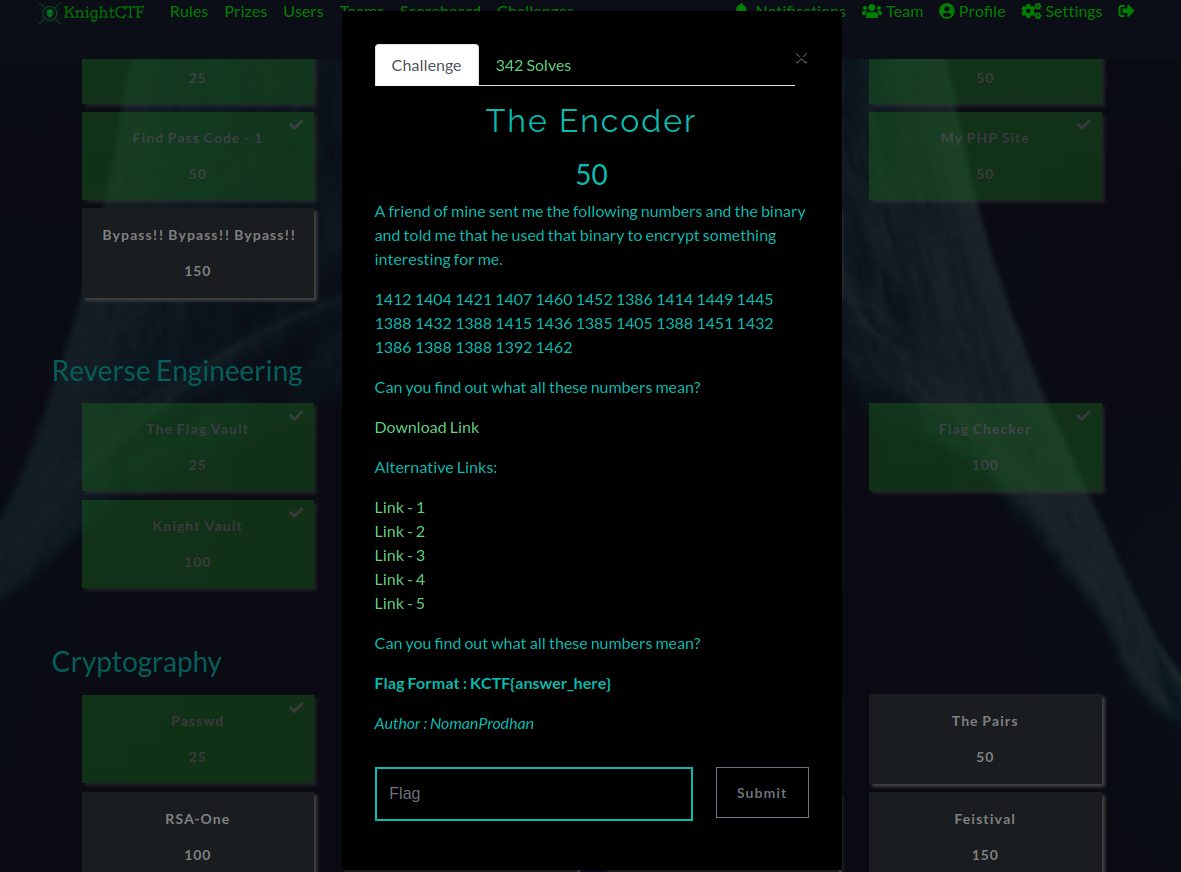 KnightCTF Rules Prizes Users Teams Scoreboard Challenges Notifications Team Profile Settings
Challenge 342 Solves
The Encoder
50
A friend of mine sent me the following numbers and the binary
and told me that he used that binary to encrypt something
interesting for me.
1412 1404 1421 1407 1460 1452 1386 1414 1449 1445
1388 1432 1388 1415 1436 1385 1405 1388 1451 1432
1386 1388 1388 1392 1462
Can you find out what all these numbers mean?
Download Link
Alternative Links:
Link - 1
Link - 2
Link - 3
Link - 4
Link - 5
Can you find out what all these numbers mean?
Flag Format : KCTF{answer_here}
Author : NomanProdhan
Flag
Submit
25
50
Find Pass Code - 1
50
My PHP Site
50
Bypass!! Bypass!! Bypass!!
150
Reverse Engineering
The Flag Vault
25
Flag Checker
100
Knight Vault
100
Cryptography
Passwd
25
The Pairs
50
RSA-One
100
Feistival
150